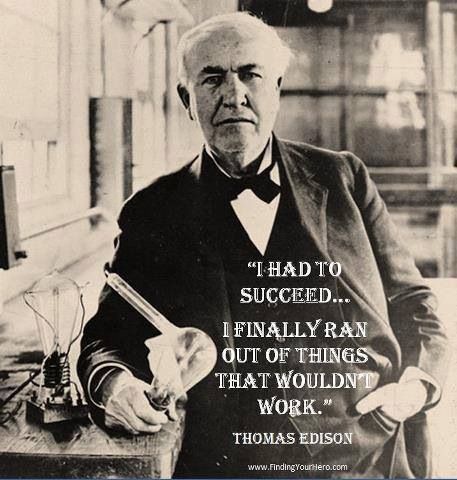 “I HAD TO
SUCCEED...
I FINALLY RAN
OUT OF THINGS
THAT WOULDN'T
WORK.”
THOMAS EDISON
www.FindingYourHero.com